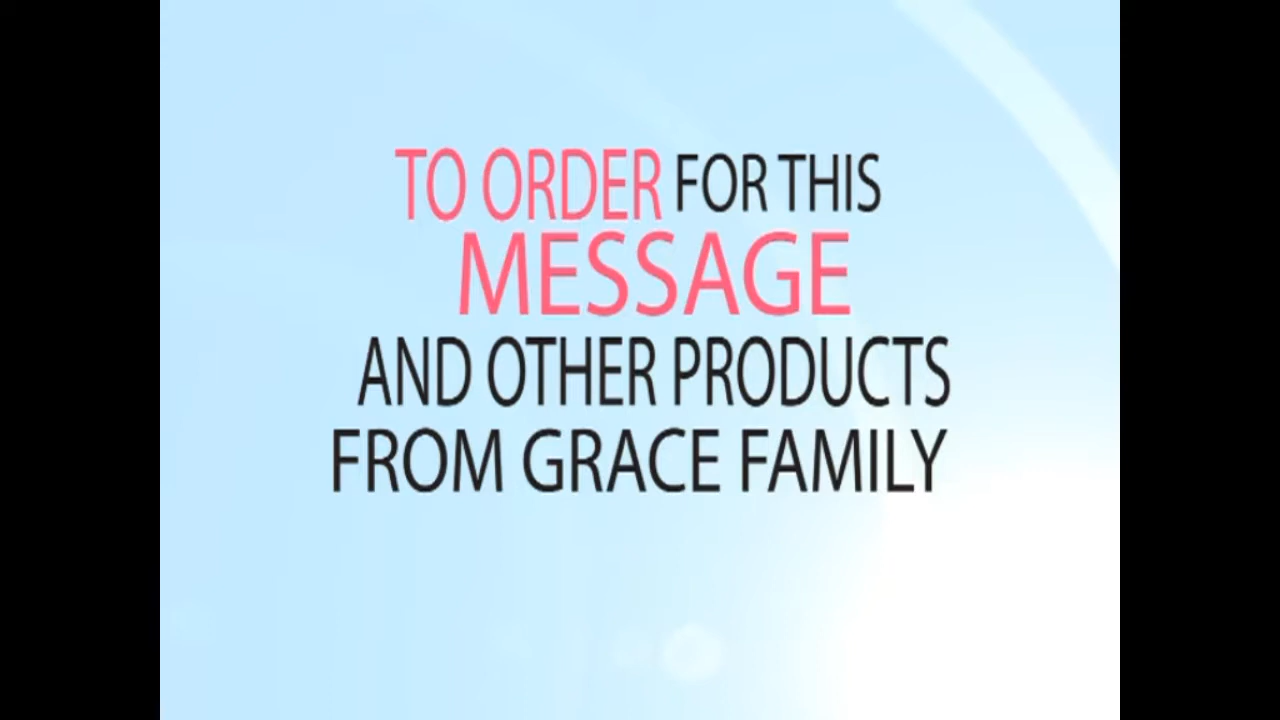 TO ORDER FOR THIS
MESSAGE
AND OTHER PRODUCTS
FROM GRACE FAMILY